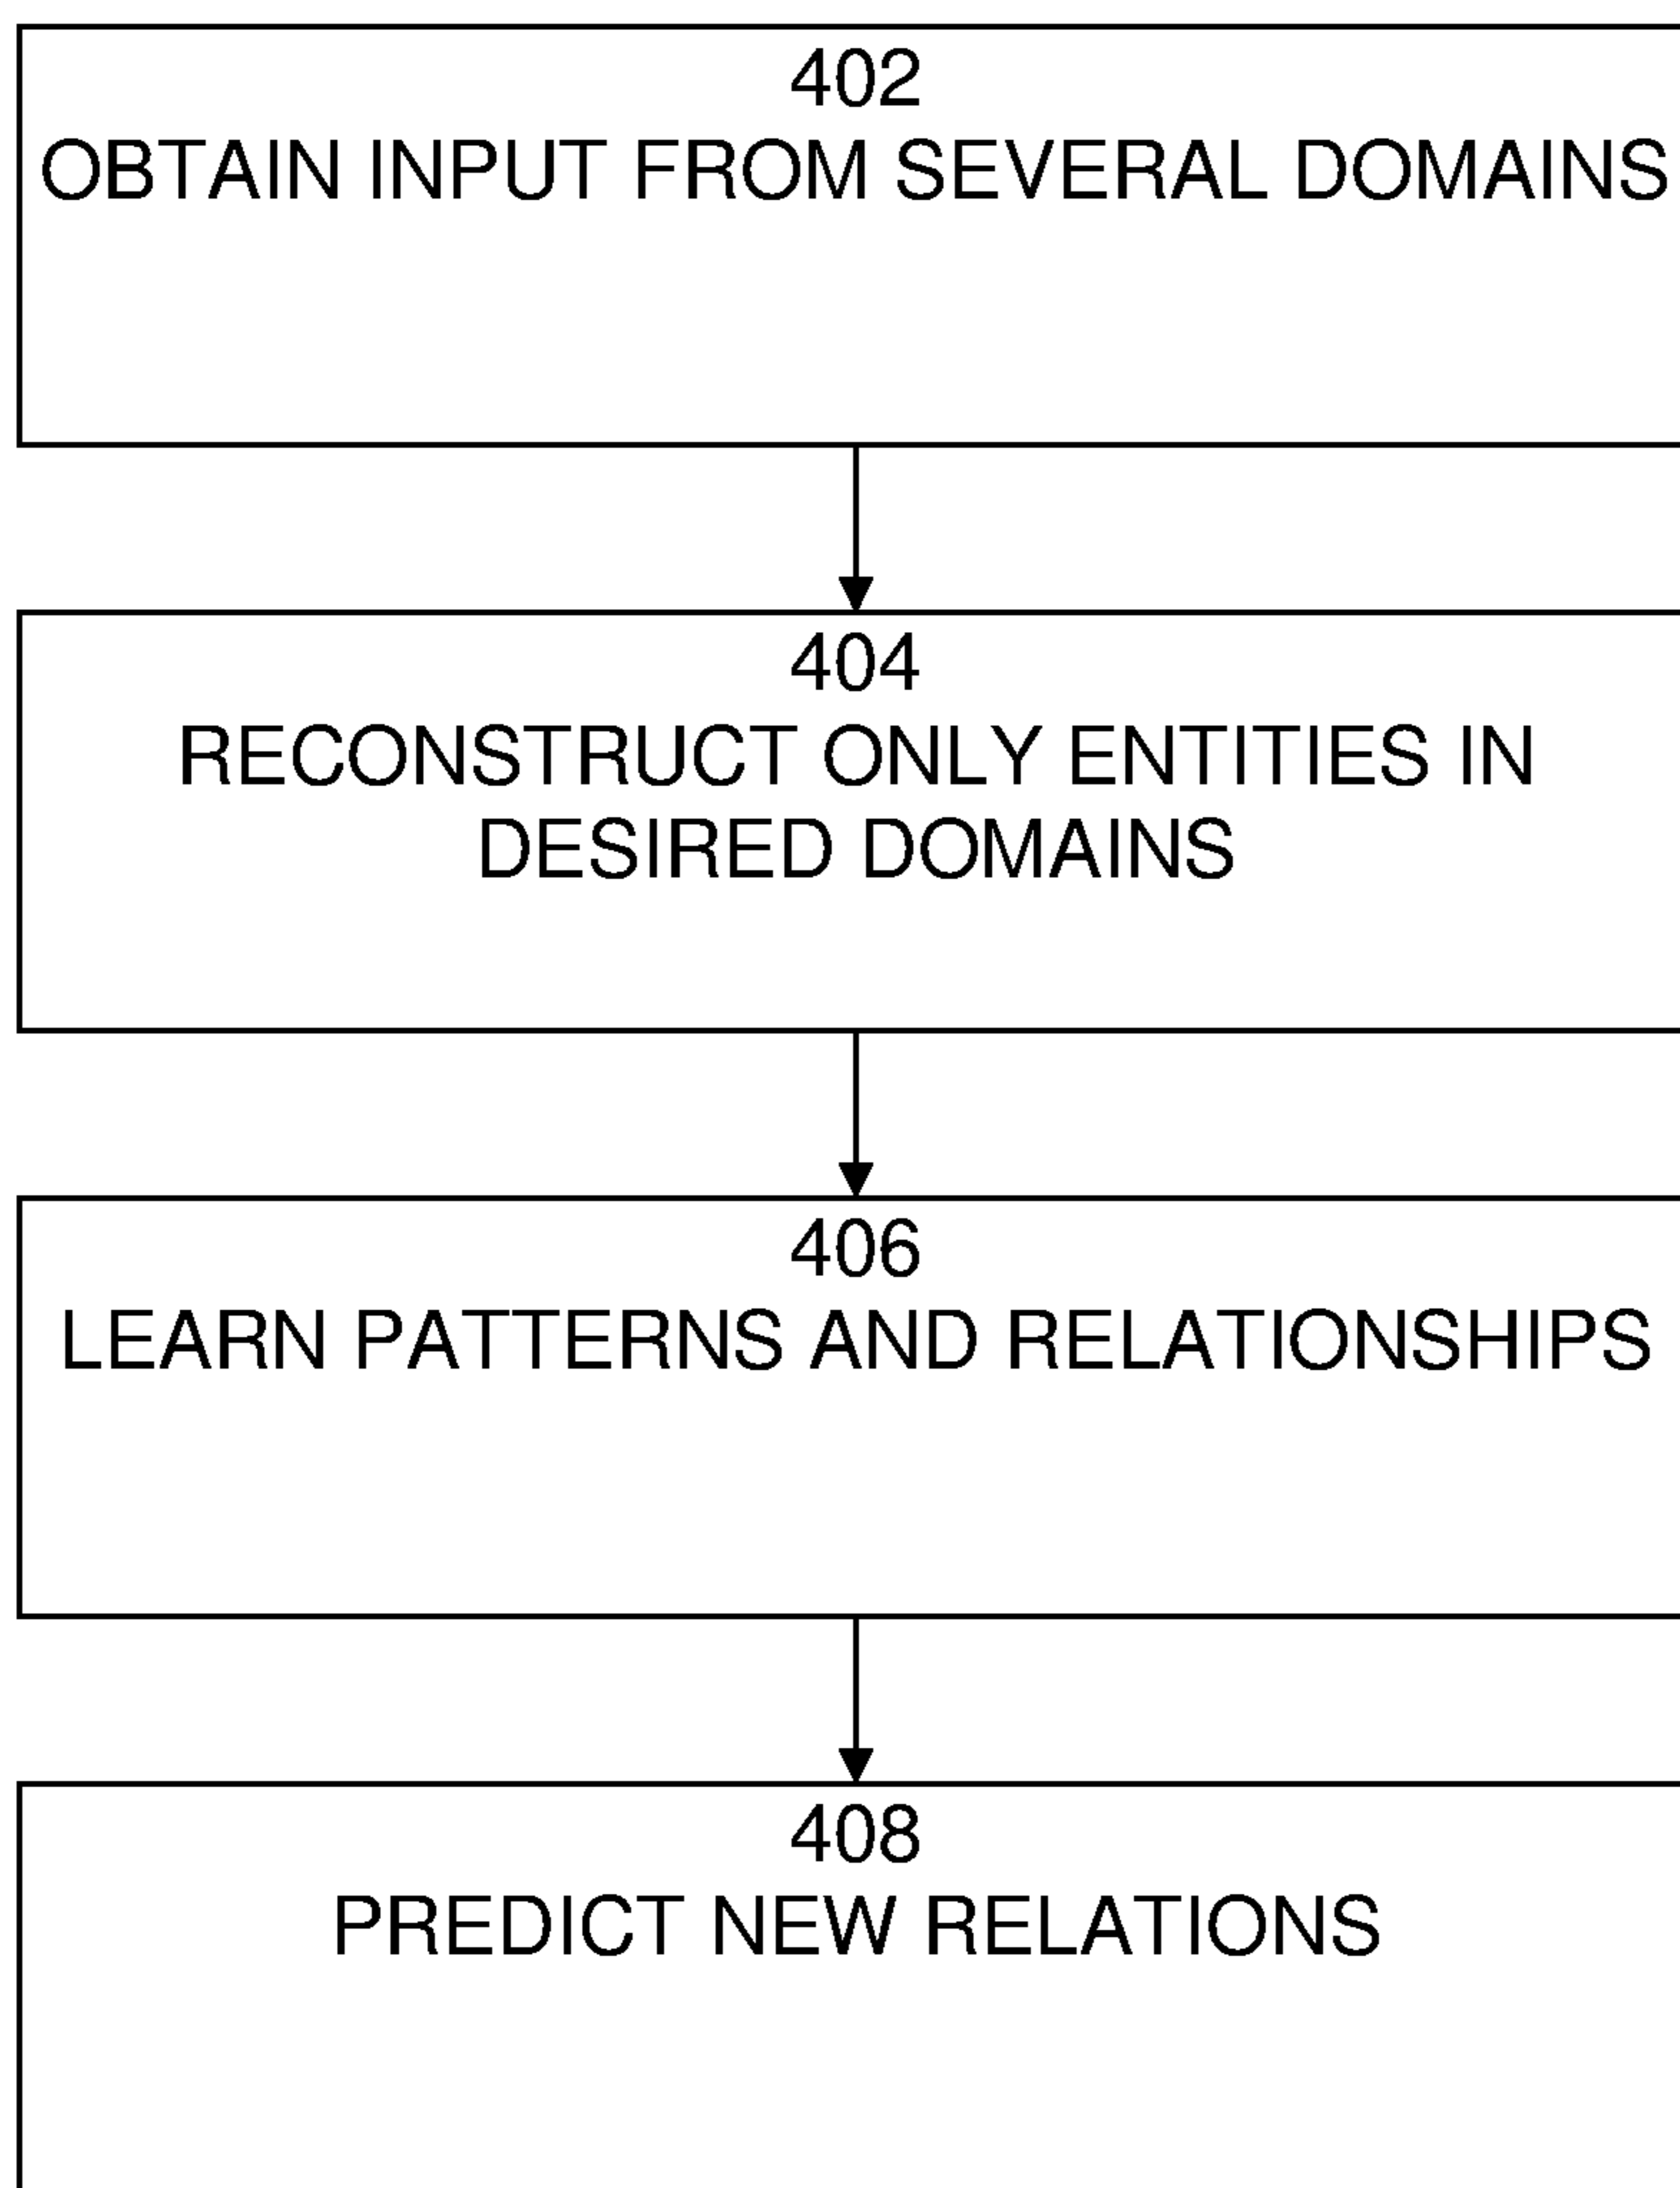 402
OBTAIN INPUT FROM SEVERAL DOMAINS
404
RECONSTRUCT ONLY ENTITIES IN
DESIRED DOMAINS
406
LEARN PATTERNS AND RELATIONSHIPS
408
PREDICT NEW RELATIONS